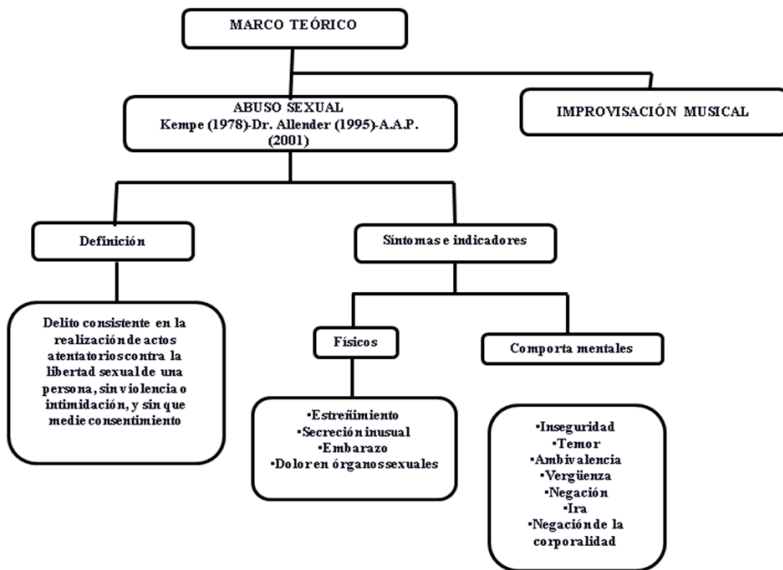 MARCO TEÓRICO
ABUSO SEXUAL
Kempe (1978)-Dr. Allender (1995)-A.A.P.
(2001)
IMPROVISACIÓN MUSICAL
Definición
Síntomas e indicadores
Delito consistente en la
realización de actos
atentatorios contra la
libertad sexual de una
persona, sin violencia o
intimidación, y sin que
medie consentimiento
Físicos
Comporta mentales
•Estreñimiento
•Secreción inusual
•Embarazo
•Dolor en órganos sexuales
•Inseguridad
•Temor
•Ambivalencia
•Vergüenza
•Negación
•Ira
•Negación de la
corporalidad